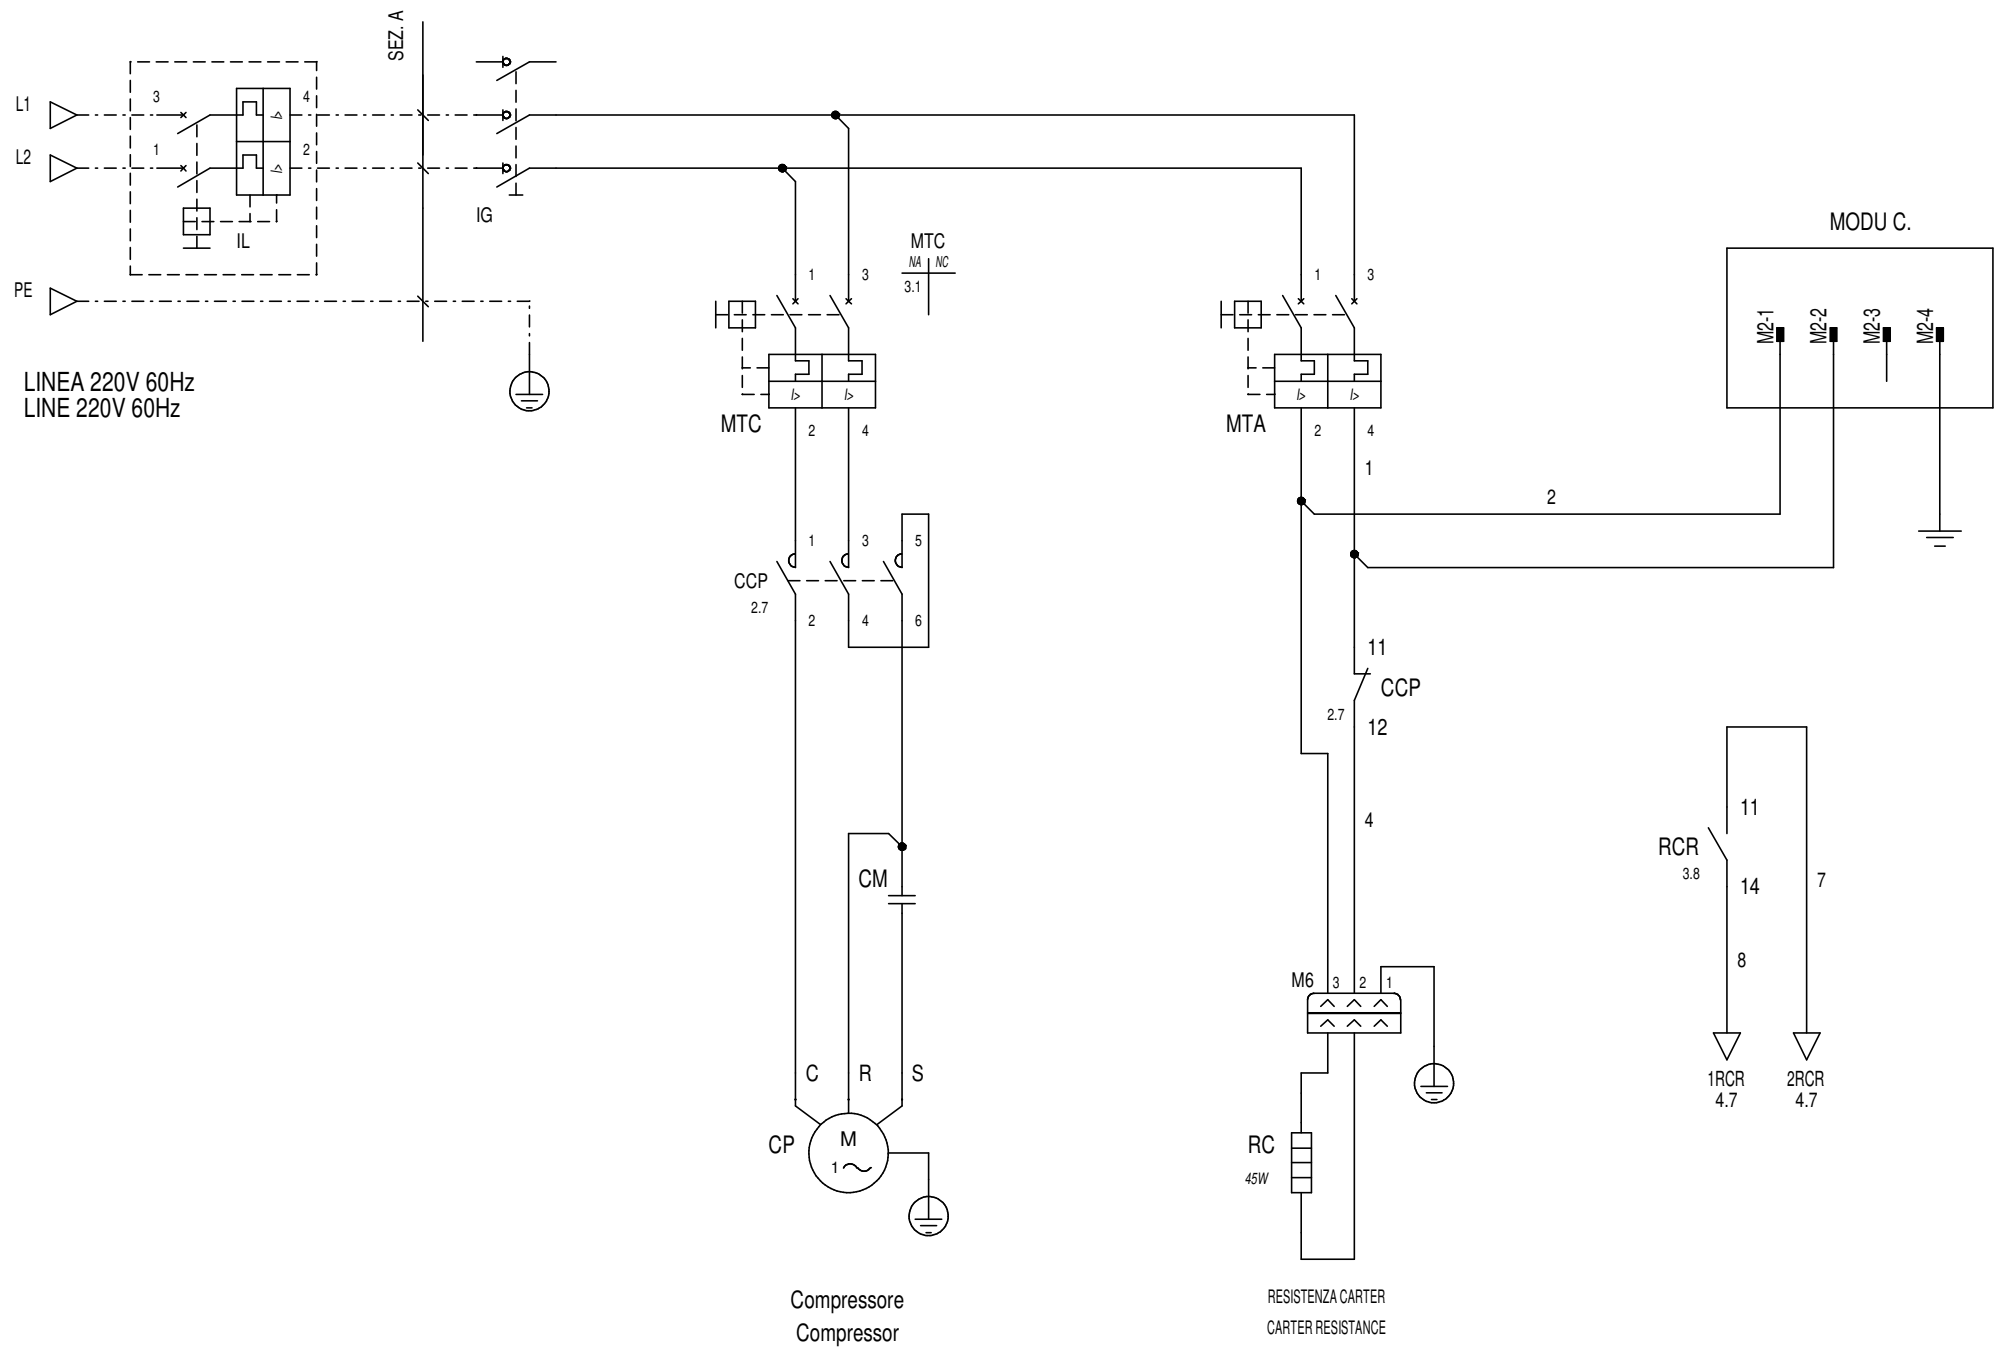 SEZ. A
L1
3
4
L2
1
2
IL
IG
PE
LINEA 220V 60Hz
LINE 220V 60Hz
MTC
NA NC
3.1
1
3
I>
I>
I>
I>
MTC
2
4
1
3
5
CCP
2.7
2
4
6
CM
C
R
S
CP
M
1
Compressore
Compressor
1
3
I>
I>
MTA
2
4
1
2
MODU C.
M2-1
M2-2
M2-3
M2-4
11
CCP
2.7
12
4
M6
3
2
1
RC
45W
RESISTENZA CARTER
CARTER RESISTANCE
11
RCR
3.8
14
7
8
1RCR
4.7
2RCR
4.7